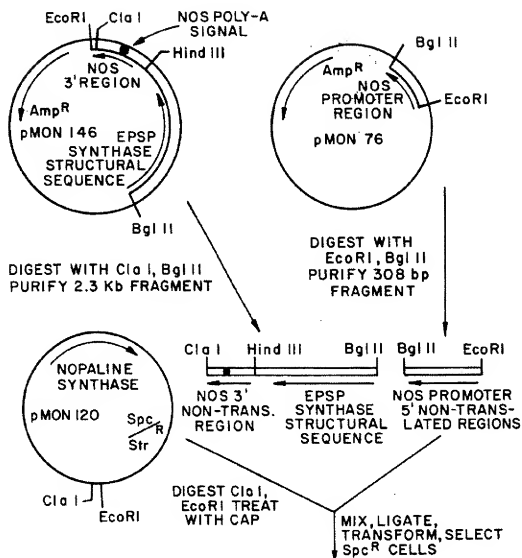 EcoRI
Cla I
NOS POLY-A
SIGNAL
Hind III
NOS
3' REGION
AmpR
pMON 146
EPSP
SYNTHASE
STRUCTURAL
SEQUENCE
Bgl II
Bgl II
AmpR
NOS
PROMOTER
REGION
EcoRI
pMON 76
DIGEST WITH Cla I, Bgl II
PURIFY 2.3 Kb FRAGMENT
DIGEST WITH
EcoRI, Bgl II
PURIFY 308 bp
FRAGMENT
NOPALINE
SYNTHASE
pMON 120
Spc R
Str
Cla I
EcoRI
Cla I
Hind III
Bgl II
Bgl II
EcoRI
NOS 3'
NON-TRANS.
REGION
EPSP
SYNTHASE
STRUCTURAL
SEQUENCE
NOS PROMOTER
5' NON-TRANS-
LATED REGIONS
DIGEST Cla I,
EcoRI TREAT
WITH CAP
MIX, LIGATE,
TRANSFORM, SELECT
SpcR CELLS